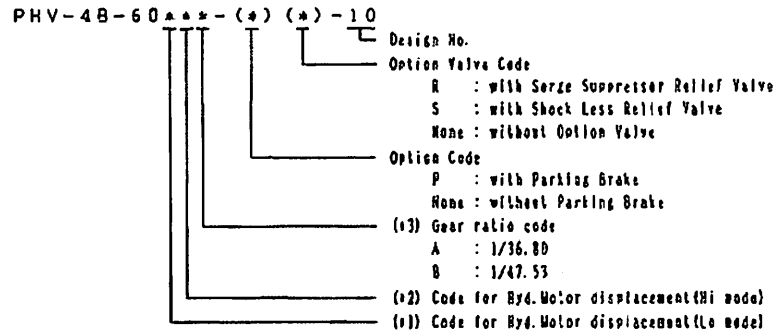 PHV-4B-60***-(*)(*)-10
Design No.
Option Valve Code
R : with Surge Suppressor Relief Valve
S : with Shock Less Relief Valve
None : without Option Valve
Option Code
P : with Parking Brake
None : without Parking Brake
(*3) Gear ratio code
A : 1/36.80
B : 1/47.53
(*2) Code for Hyd.Motor displacement(Hi mode)
(*1) Code for Hyd.Motor displacement(Lo mode)